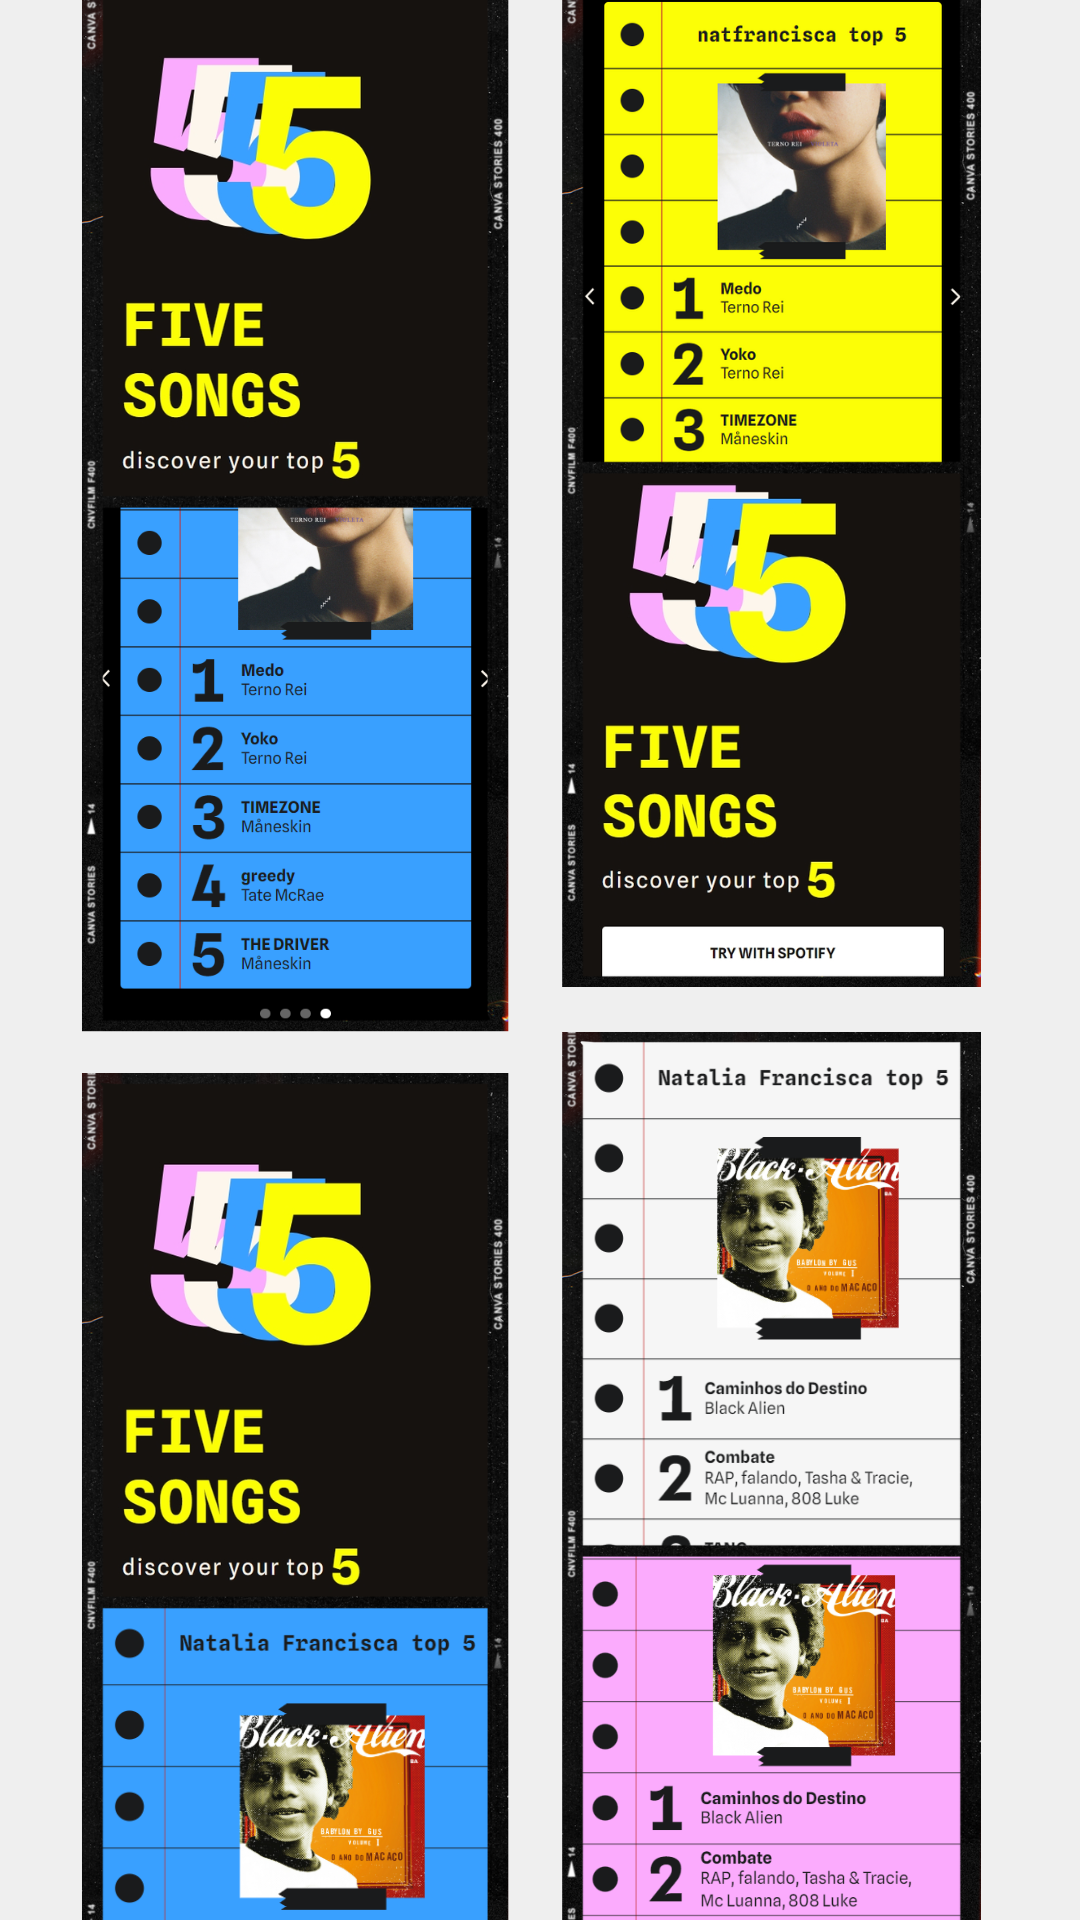 CANVA S
CANVA STORIES 400
5
FIVE
SONGS
discover your top 5
CNVFILM F400
14
TERNO REI
1 Medo
Terno Rei
2 Yoko
Terno Rei
3 TIMEZONE
Måneskin
4 greedy
Tate McRae
5 THE DRIVER
Måneskin
14
CANVA STORIES
CAN
natfrancisca top 5
CANVA STORIES 400
TERNO REI
1 Medo
Terno Rei
2 Yoko
Terno Rei
3 TIMEZONE
Måneskin
CNVFILM F400
14
5
FIVE
SONGS
discover your top 5
14
CANVA STORIES
TRY WITH SPOTIFY
CANVA STORI
CANVA STORIES 400
5
FIVE
SONGS
discover your top 5
CNVFILM F400
14
Natalia Francisca top 5
Black·Alien
BABYLON BY GUS
VOLUME 1
O ANO DO MACACO
14
CANVA STORI
Natalia Francisca top 5
CANVA STORIES 400
Black·Alien
BABYLON BY GUS
VOLUME 1
O ANO DO MACACO
1 Caminhos do Destino
Black Alien
2 Combate
RAP, falando, Tasha & Tracie,
Mc Luanna, 808 Luke
CNVFILM F400
14
Black·Alien
BABYLON BY GUS
VOLUME 1
O ANO DO MACACO
1 Caminhos do Destino
Black Alien
2 Combate
RAP, falando, Tasha & Tracie,
Mc Luanna, 808 Luke
14
ES